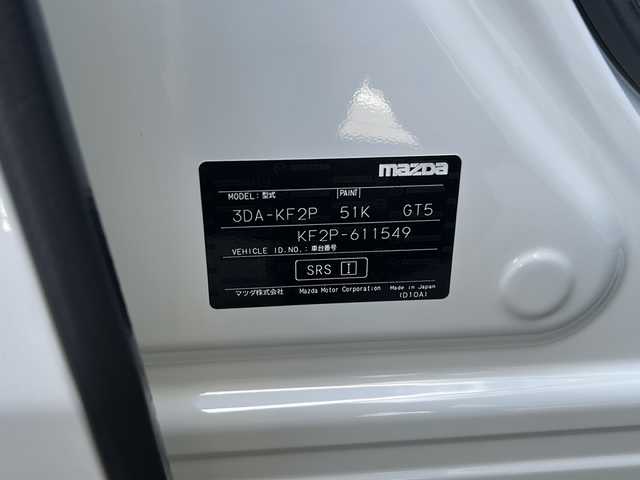 mazda
MODEL: 型式 PAINT
3DA-KF2P 51K GT5
KF2P-611549
VEHICLE ID.NO.: 車台番号
SRS I
マツダ株式会社 Mazda Motor Corporation Made in Japan
(D10A)